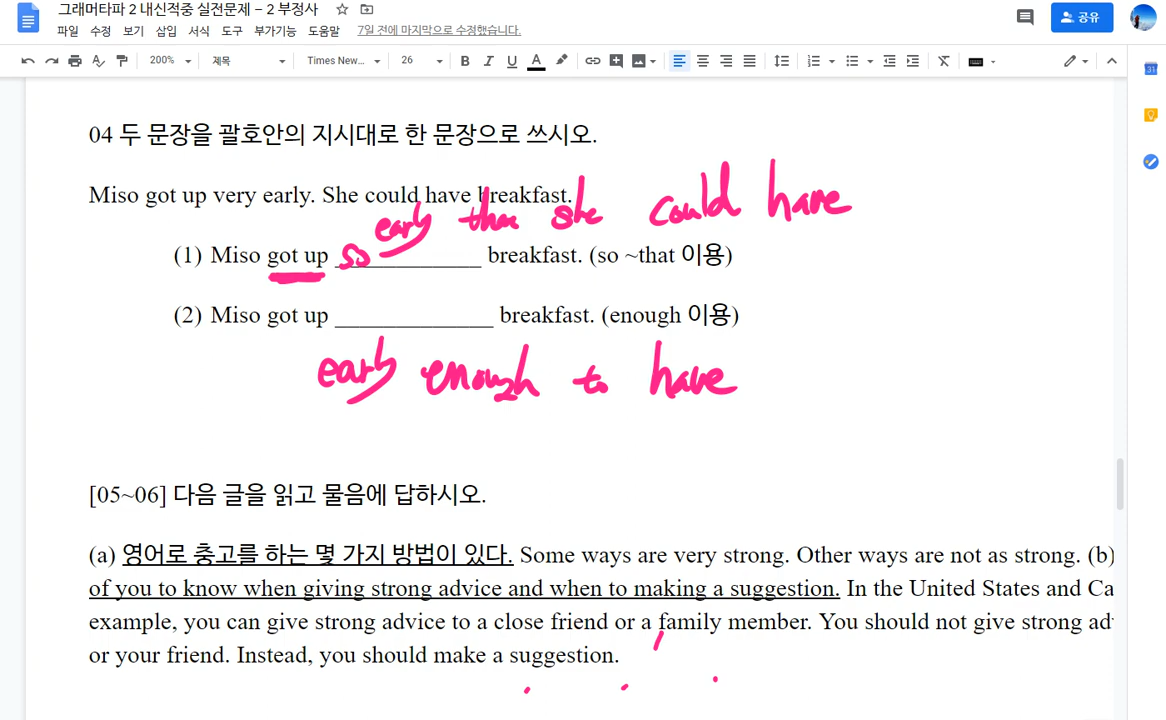 그래머타파 2 내신적중 실전문제 – 2 부정사
파일 수정 보기 삽입 서식 도구 부가기능 도움말 7일 전에 마지막으로 수정했습니다.
공유
200% 제목 Times New... 26 B I U A
31
04 두 문장을 괄호안의 지시대로 한 문장으로 쓰시오.
Miso got up very early. She could have breakfast.
early that she could have
(1) Miso got up so ____________ breakfast. (so ~that 이용)
(2) Miso got up _____________ breakfast. (enough 이용)
early enough to have
[05~06] 다음 글을 읽고 물음에 답하시오.
(a) 영어로 충고를 하는 몇 가지 방법이 있다. Some ways are very strong. Other ways are not as strong. (b)
of you to know when giving strong advice and when to making a suggestion. In the United States and Ca
example, you can give strong advice to a close friend or a family member. You should not give strong ad
or your friend. Instead, you should make a suggestion.